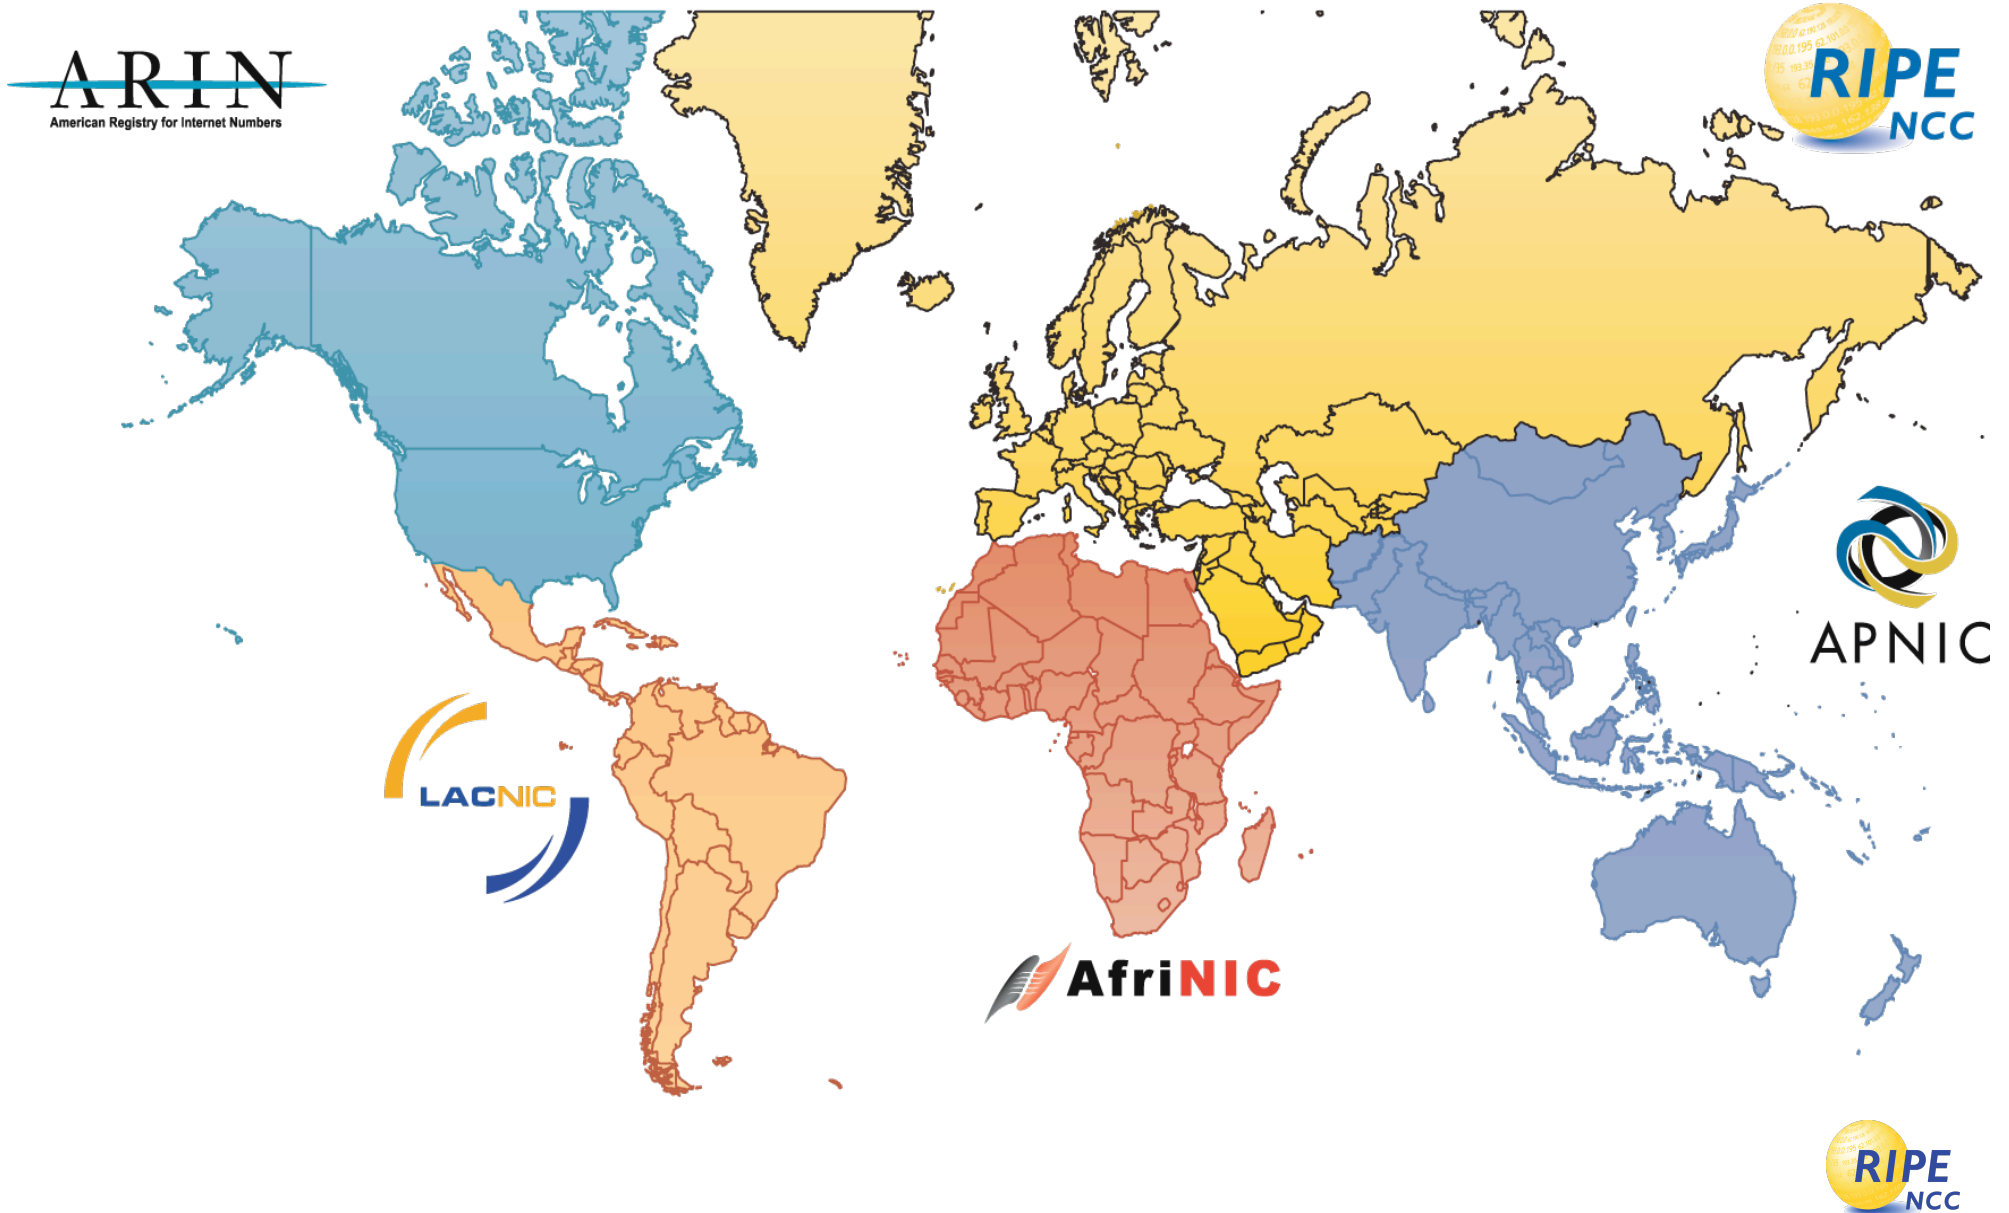 ARIN
American Registry for Internet Numbers
RIPE
NCC
APNIC
LACNIC
AfriNIC
RIPE
NCC